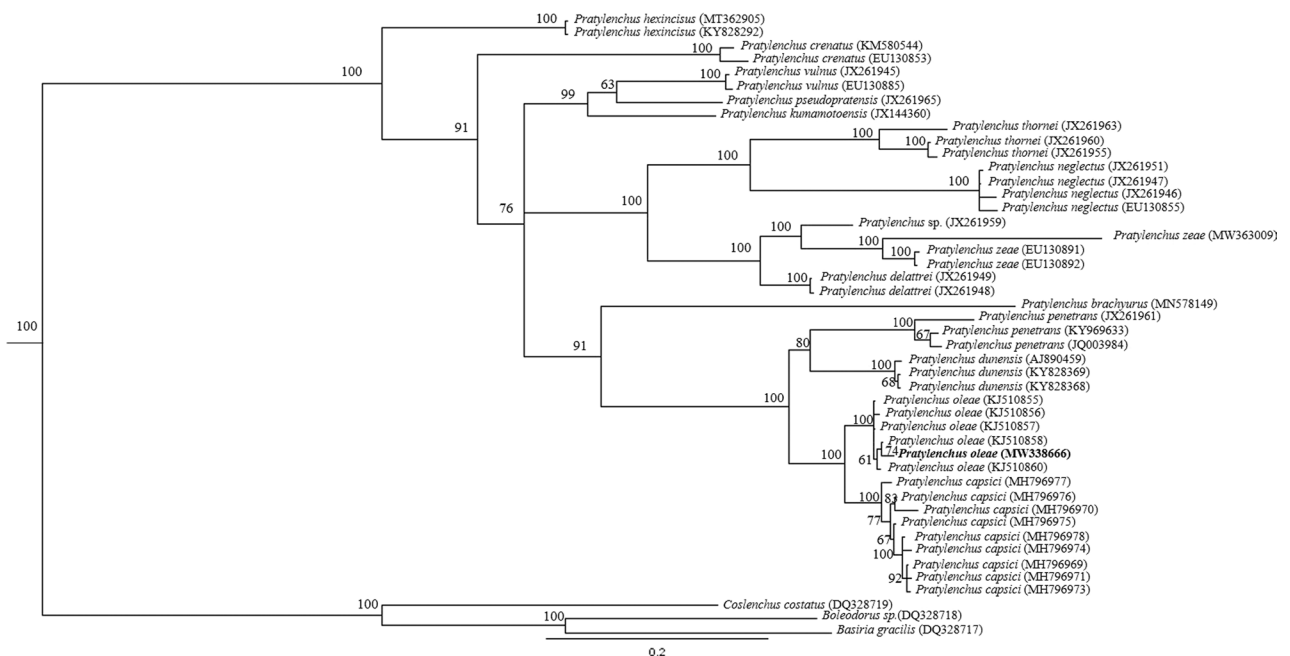 100 Pratylenchus hexincisus (MT362905)
Pratylenchus hexincisus (KY828292)
100 Pratylenchus crenatus (KM580544)
Pratylenchus crenatus (EU130853)
100
100 Pratylenchus vulnus (JX261945)
63 Pratylenchus vulnus (EU130885)
99 Pratylenchus pseudopratensis (JX261965)
Pratylenchus kumamotoensis (JX144360)
91
Pratylenchus thornei (JX261963)
100
100 Pratylenchus thornei (JX261960)
Pratylenchus thornei (JX261955)
100
Pratylenchus neglectus (JX261951)
100 Pratylenchus neglectus (JX261947)
Pratylenchus neglectus (JX261946)
Pratylenchus neglectus (EU130855)
76
100
100 Pratylenchus sp. (JX261959)
Pratylenchus zeae (MW363009)
100
100
100 Pratylenchus zeae (EU130891)
Pratylenchus zeae (EU130892)
100 Pratylenchus delattrei (JX261949)
Pratylenchus delattrei (JX261948)
Pratylenchus brachyurus (MN578149)
Pratylenchus penetrans (JX261961)
100
100
67 Pratylenchus penetrans (KY969633)
Pratylenchus penetrans (JQ003984)
91
80
Pratylenchus dunensis (AJ890459)
100 Pratylenchus dunensis (KY828369)
68 Pratylenchus dunensis (KY828368)
100
Pratylenchus oleae (KJ510855)
Pratylenchus oleae (KJ510856)
100 Pratylenchus oleae (KJ510857)
Pratylenchus oleae (KJ510858)
74 Pratylenchus oleae (MW338666)
100
61 Pratylenchus oleae (KJ510860)
Pratylenchus capsici (MH796977)
100 83 Pratylenchus capsici (MH796976)
Pratylenchus capsici (MH796970)
77 Pratylenchus capsici (MH796975)
67 Pratylenchus capsici (MH796978)
100 Pratylenchus capsici (MH796974)
Pratylenchus capsici (MH796969)
92 Pratylenchus capsici (MH796971)
Pratylenchus capsici (MH796973)
100 Coslenchus costatus (DQ328719)
100 Boleodorus sp.(DQ328718)
Basiria gracilis (DQ328717)
0.2